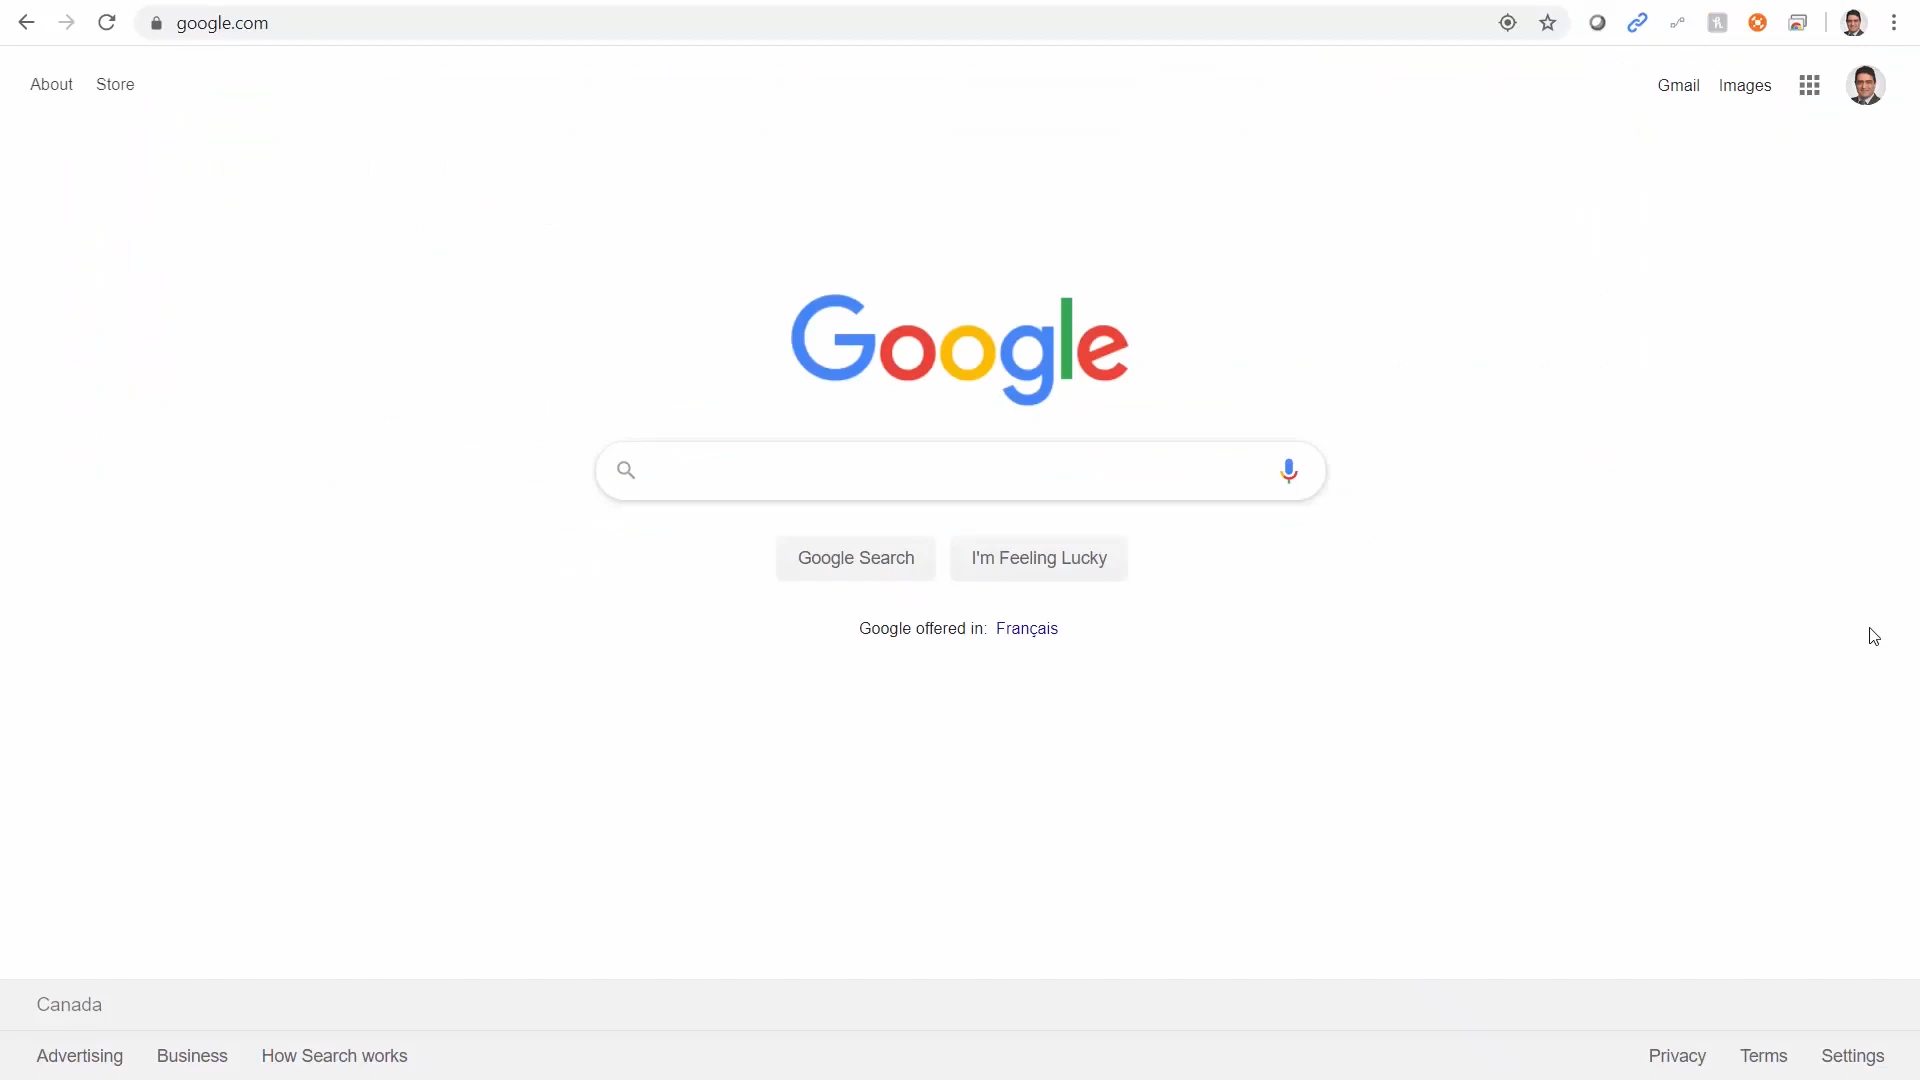 google.com
About Store
Gmail Images
Google
Google Search I'm Feeling Lucky
Google offered in: Français
Canada
Advertising Business How Search works
Privacy Terms Settings